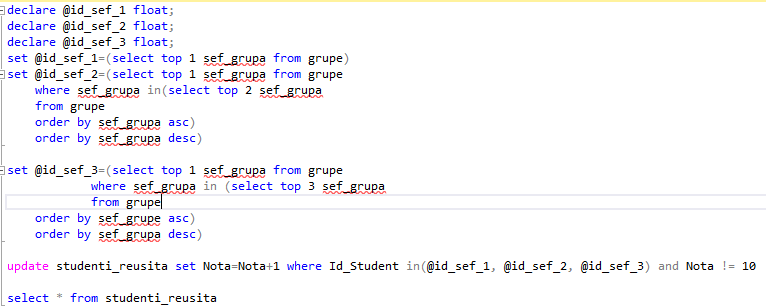 declare @id_sef_1 float;
declare @id_sef_2 float;
declare @id_sef_3 float;
set @id_sef_1=(select top 1 sef_grupa from grupe)
set @id_sef_2=(select top 1 sef_grupa from grupe
where sef_grupa in(select top 2 sef_grupa
from grupe
order by sef_grupa asc)
order by sef_grupa desc)
set @id_sef_3=(select top 1 sef_grupa from grupe
where sef_grupa in (select top 3 sef_grupa
from grupe
order by sef_grupe asc)
order by sef_grupa desc)
update studenti_reusita set Nota=Nota+1 where Id_Student in(@id_sef_1, @id_sef_2, @id_sef_3) and Nota != 10
select * from studenti_reusita